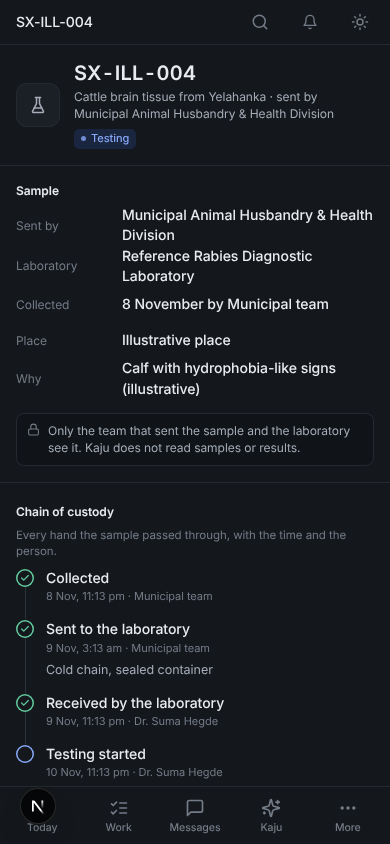 SX-ILL-004
SX-ILL-004
Cattle brain tissue from Yelahanka · sent by
Municipal Animal Husbandry & Health Division
Testing
Sample
Sent by
Municipal Animal Husbandry & Health
Division
Laboratory
Reference Rabies Diagnostic
Laboratory
Collected
8 November by Municipal team
Place
Illustrative place
Why
Calf with hydrophobia-like signs
(illustrative)
Only the team that sent the sample and the laboratory
see it. Kaju does not read samples or results.
Chain of custody
Every hand the sample passed through, with the time and the
person.
Collected
8 Nov, 11:13 pm · Municipal team
Sent to the laboratory
9 Nov, 3:13 am · Municipal team
Cold chain, sealed container
Received by the laboratory
9 Nov, 11:13 pm · Dr. Suma Hegde
Testing started
10 Nov, 11:13 pm · Dr. Suma Hegde
N
Today
Work
Messages
Kaju
More